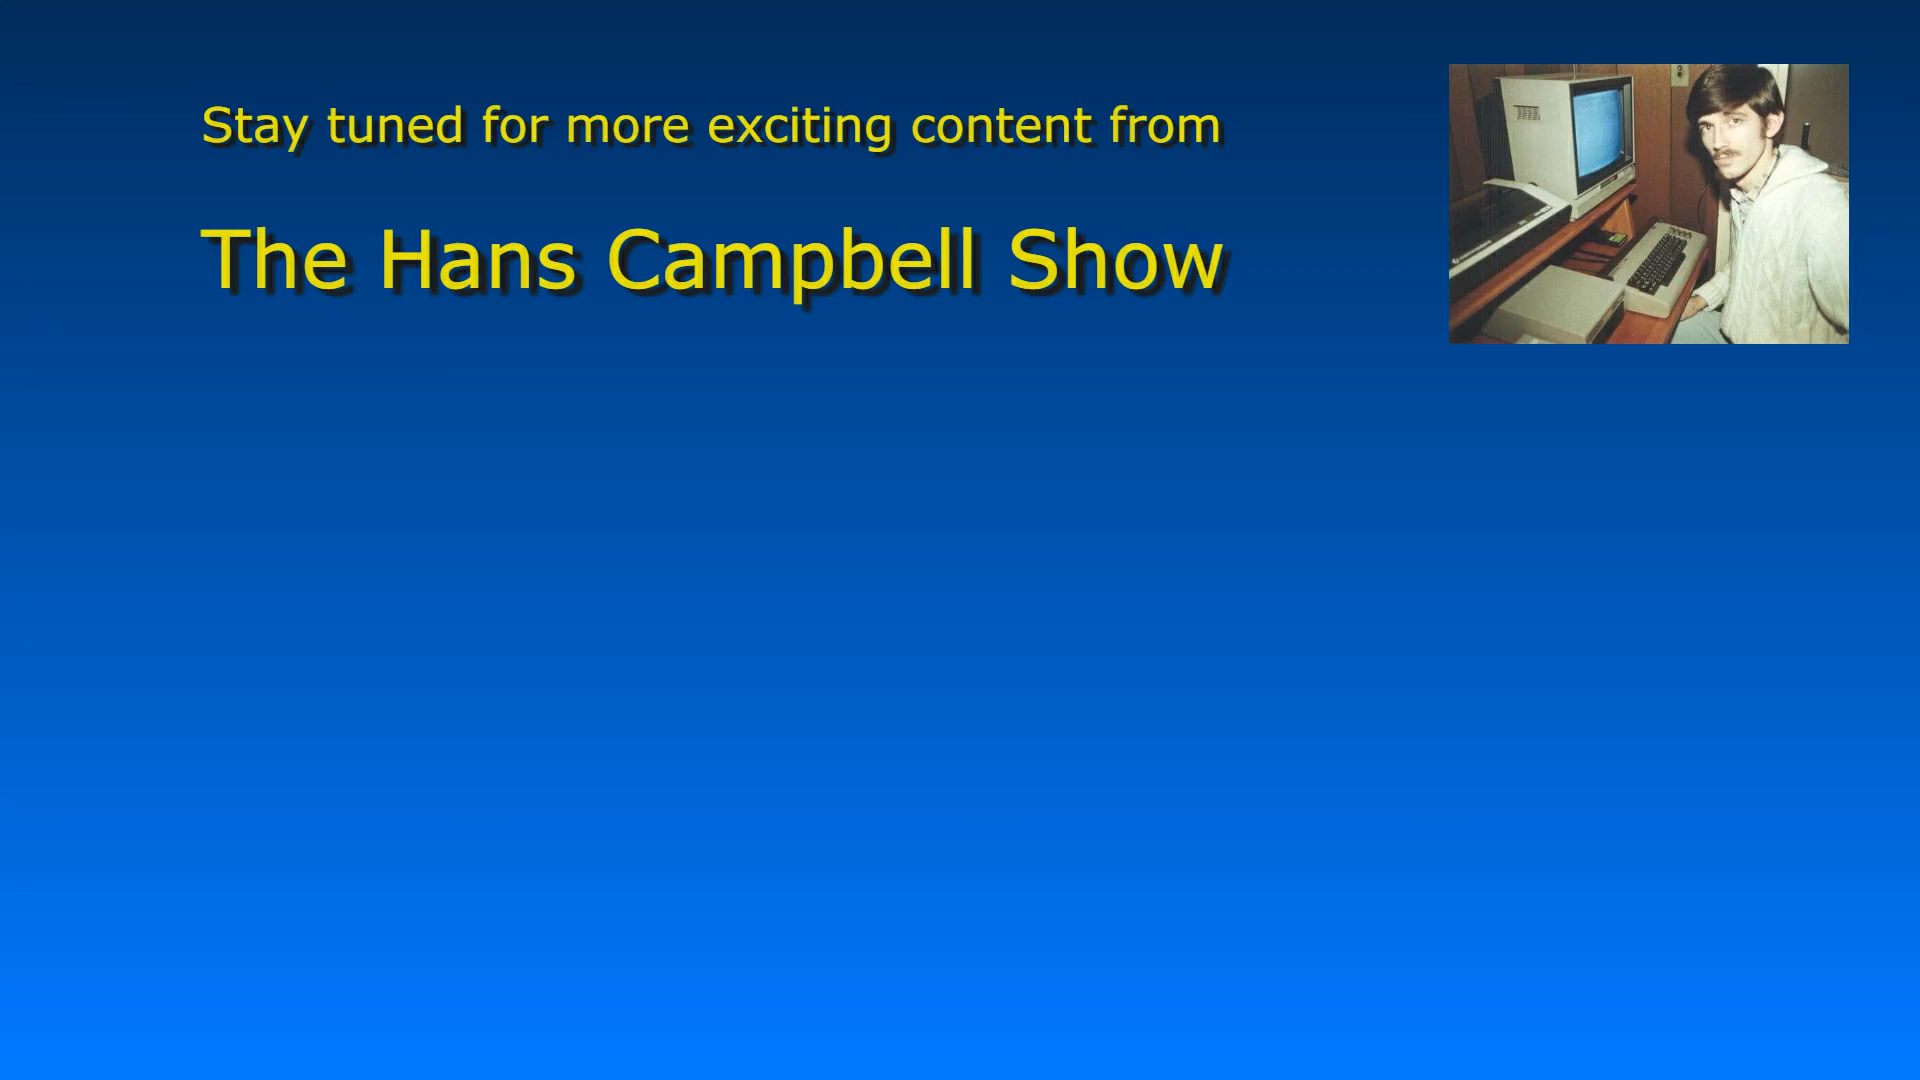 Stay tuned for more exciting content from
The Hans Campbell Show